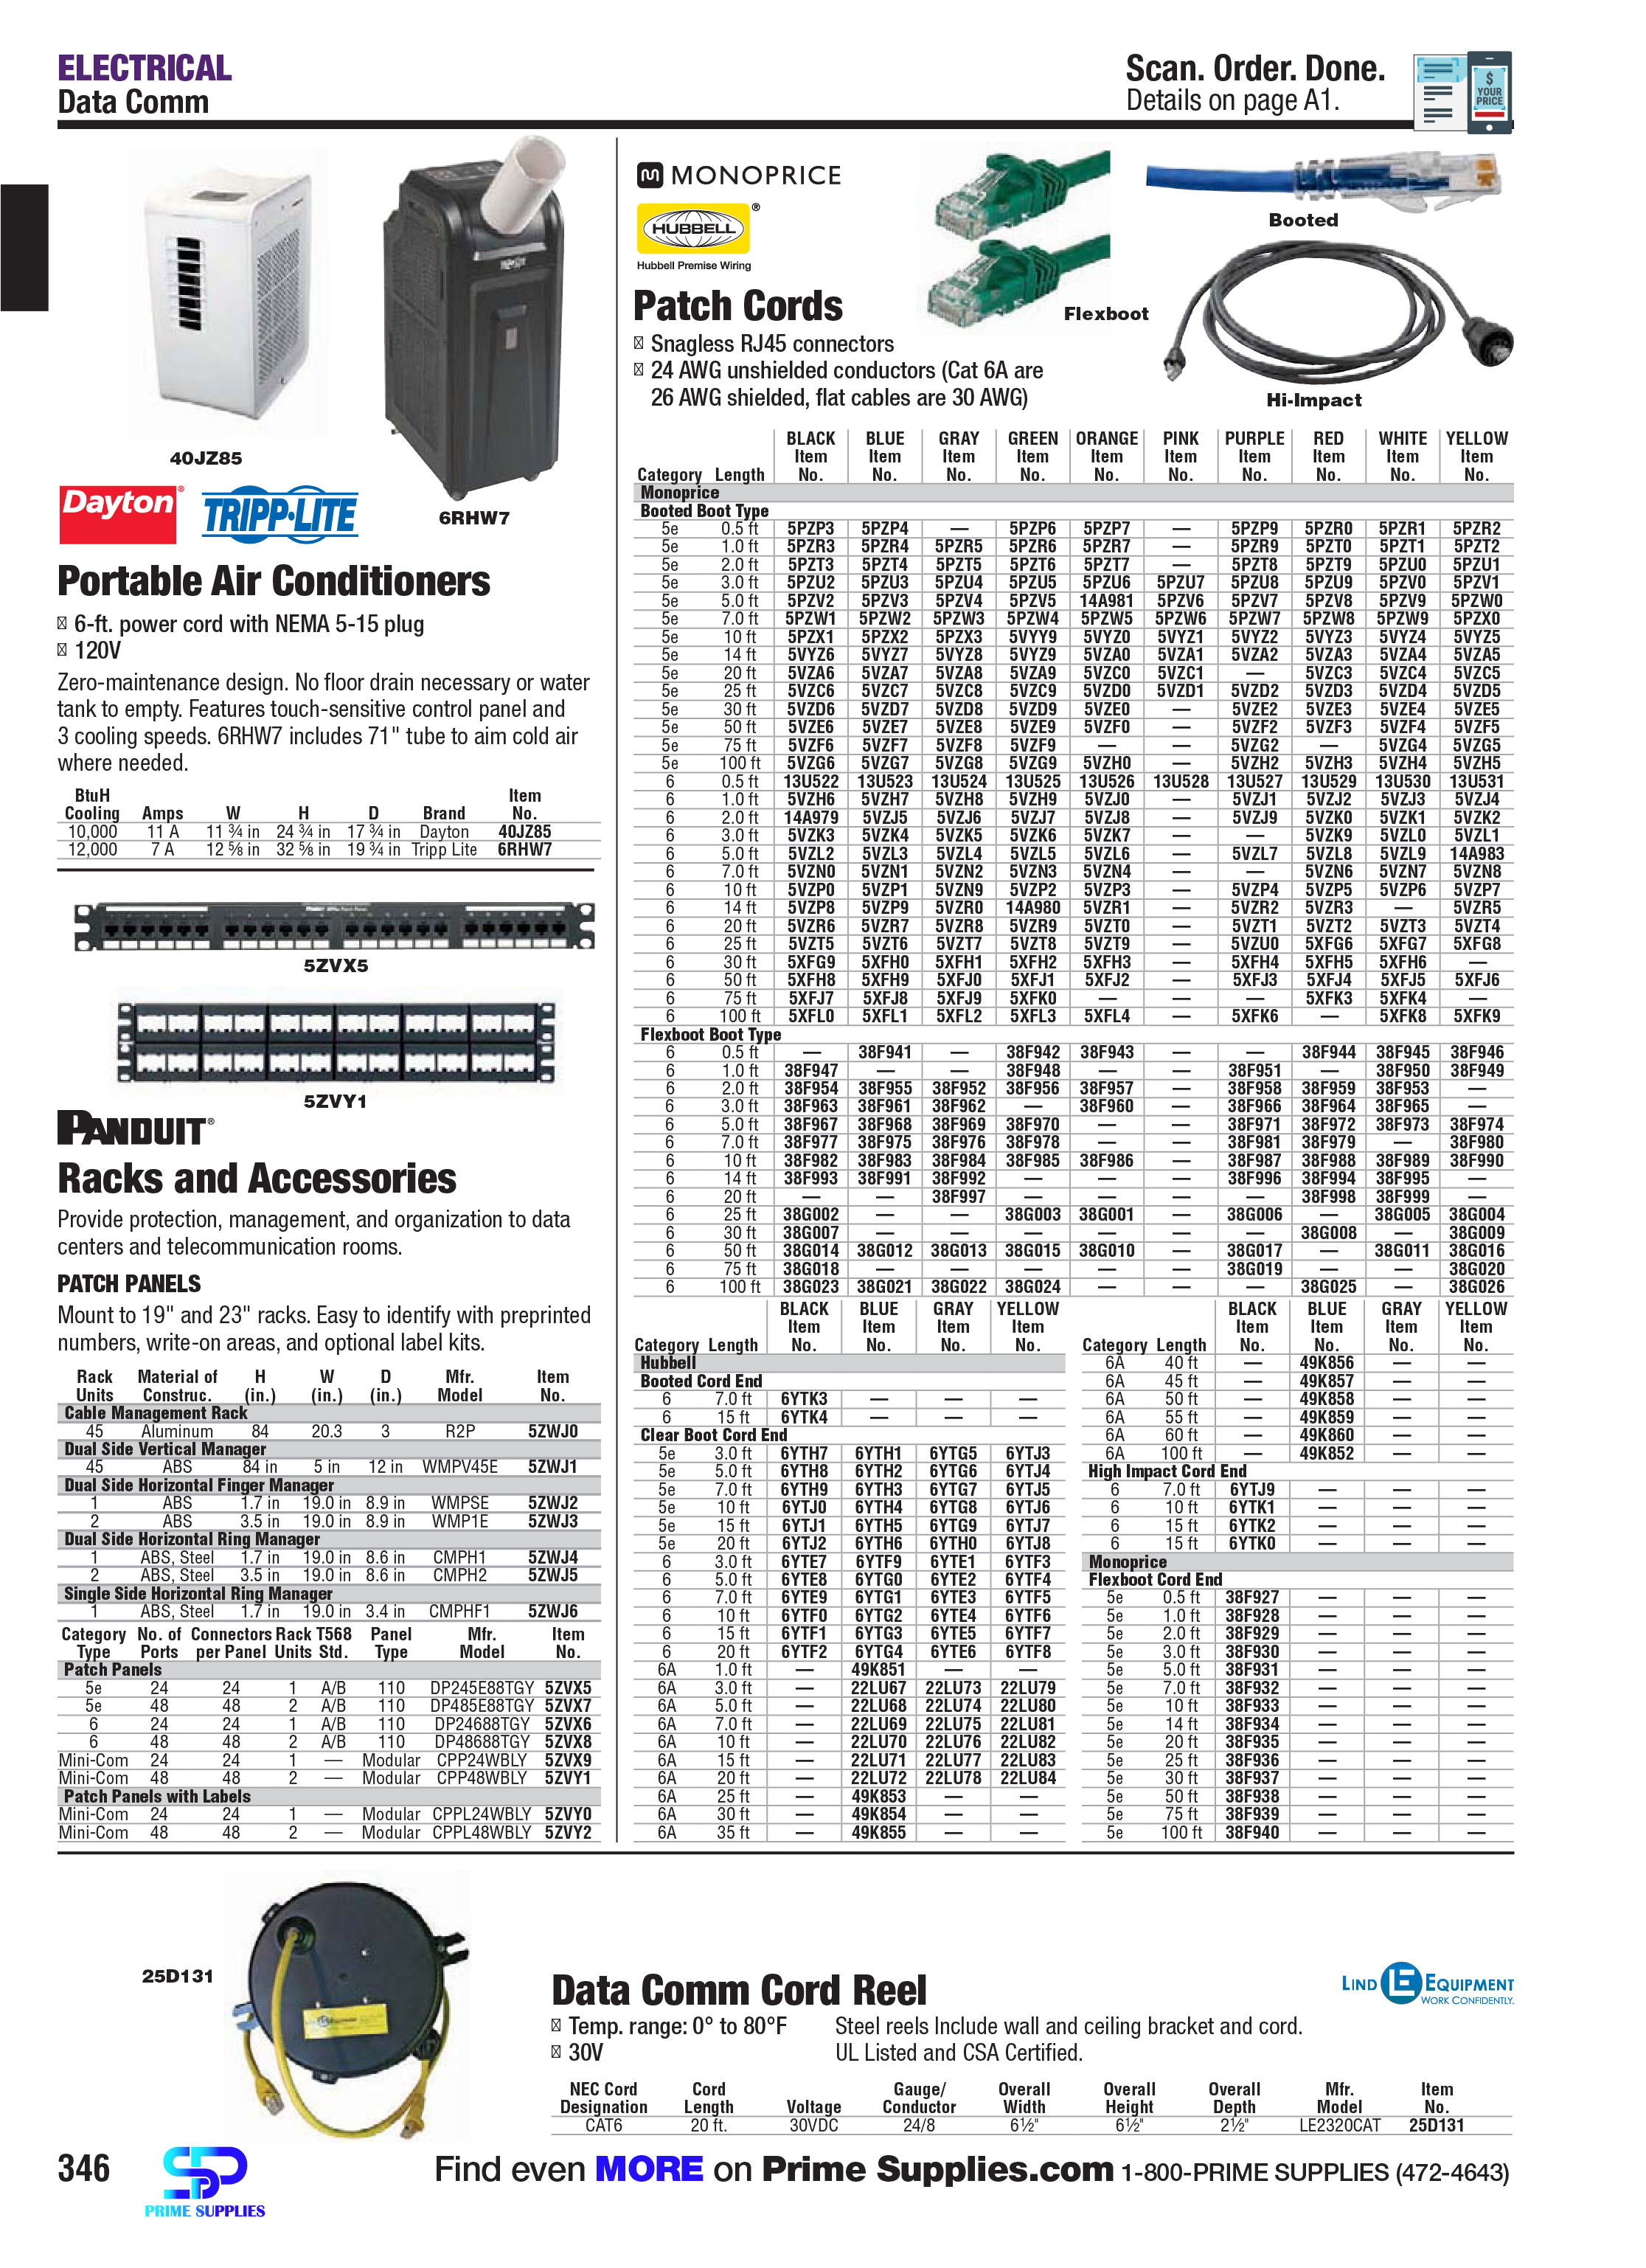 ELECTRICAL
Data Comm
Scan. Order. Done.
Details on page A1.
$
YOUR
PRICE
40JZ85
6RHW7
Dayton®
TRIPP·LITE
Portable Air Conditioners
6-ft. power cord with NEMA 5-15 plug
120V
Zero-maintenance design. No floor drain necessary or water
tank to empty. Features touch-sensitive control panel and
3 cooling speeds. 6RHW7 includes 71" tube to aim cold air
where needed.
BtuH Item
Cooling Amps W H D Brand No.
10,000 11 A 11 ¾ in 24 ¾ in 17 ¾ in Dayton 40JZ85
12,000 7 A 12 ⅝ in 32 ⅝ in 19 ¾ in Tripp Lite 6RHW7
5ZVX5
5ZVY1
PANDUIT®
Racks and Accessories
Provide protection, management, and organization to data
centers and telecommunication rooms.
PATCH PANELS
Mount to 19" and 23" racks. Easy to identify with preprinted
numbers, write-on areas, and optional label kits.
Rack Material of H W D Mfr. Item
Units Construc. (in.) (in.) (in.) Model No.
Cable Management Rack
45 Aluminum 84 20.3 3 R2P 5ZWJ0
Dual Side Vertical Manager
45 ABS 84 in 5 in 12 in WMPV45E 5ZWJ1
Dual Side Horizontal Finger Manager
1 ABS 1.7 in 19.0 in 8.9 in WMPSE 5ZWJ2
2 ABS 3.5 in 19.0 in 8.9 in WMP1E 5ZWJ3
Dual Side Horizontal Ring Manager
1 ABS, Steel 1.7 in 19.0 in 8.6 in CMPH1 5ZWJ4
2 ABS, Steel 3.5 in 19.0 in 8.6 in CMPH2 5ZWJ5
Single Side Horizontal Ring Manager
1 ABS, Steel 1.7 in 19.0 in 3.4 in CMPHF1 5ZWJ6
Category No. of Connectors Rack T568 Panel Mfr. Item
Type Ports per Panel Units Std. Type Model No.
Patch Panels
5e 24 24 1 A/B 110 DP245E88TGY 5ZVX5
5e 48 48 2 A/B 110 DP485E88TGY 5ZVX7
6 24 24 1 A/B 110 DP24688TGY 5ZVX6
6 48 48 2 A/B 110 DP48688TGY 5ZVX8
Mini-Com 24 24 1 — Modular CPP24WBLY 5ZVX9
Mini-Com 48 48 2 — Modular CPP48WBLY 5ZVY1
Patch Panels with Labels
Mini-Com 24 24 1 — Modular CPPL24WBLY 5ZVY0
Mini-Com 48 48 2 — Modular CPPL48WBLY 5ZVY2
MONOPRICE
HUBBELL®
Hubbell Premise Wiring
Booted
Flexboot
Hi-Impact
Patch Cords
Snagless RJ45 connectors
24 AWG unshielded conductors (Cat 6A are
26 AWG shielded, flat cables are 30 AWG)
BLACK BLUE GRAY GREEN ORANGE PINK PURPLE RED WHITE YELLOW
Item Item Item Item Item Item Item Item Item Item
Category Length No. No. No. No. No. No. No. No. No. No.
Monoprice
Booted Boot Type
5e 0.5 ft 5PZP3 5PZP4 — 5PZP6 5PZP7 — 5PZP9 5PZR0 5PZR1 5PZR2
5e 1.0 ft 5PZR3 5PZR4 5PZR5 5PZR6 5PZR7 — 5PZR9 5PZT0 5PZT1 5PZT2
5e 2.0 ft 5PZT3 5PZT4 5PZT5 5PZT6 5PZT7 — 5PZT8 5PZT9 5PZU0 5PZU1
5e 3.0 ft 5PZU2 5PZU3 5PZU4 5PZU5 5PZU6 5PZU7 5PZU8 5PZU9 5PZV0 5PZV1
5e 5.0 ft 5PZV2 5PZV3 5PZV4 5PZV5 14A981 5PZV6 5PZV7 5PZV8 5PZV9 5PZW0
5e 7.0 ft 5PZW1 5PZW2 5PZW3 5PZW4 5PZW5 5PZW6 5PZW7 5PZW8 5PZW9 5PZX0
5e 10 ft 5PZX1 5PZX2 5PZX3 5VYY9 5VYZ0 5VYZ1 5VYZ2 5VYZ3 5VYZ4 5VYZ5
5e 14 ft 5VYZ6 5VYZ7 5VYZ8 5VYZ9 5VZA0 5VZA1 5VZA2 5VZA3 5VZA4 5VZA5
5e 20 ft 5VZA6 5VZA7 5VZA8 5VZA9 5VZC0 5VZC1 — 5VZC3 5VZC4 5VZC5
5e 25 ft 5VZC6 5VZC7 5VZC8 5VZC9 5VZD0 5VZD1 5VZD2 5VZD3 5VZD4 5VZD5
5e 30 ft 5VZD6 5VZD7 5VZD8 5VZD9 5VZE0 — 5VZE2 5VZE3 5VZE4 5VZE5
5e 50 ft 5VZE6 5VZE7 5VZE8 5VZE9 5VZF0 — 5VZF2 5VZF3 5VZF4 5VZF5
5e 75 ft 5VZF6 5VZF7 5VZF8 5VZF9 — — 5VZG2 — 5VZG4 5VZG5
5e 100 ft 5VZG6 5VZG7 5VZG8 5VZG9 5VZH0 — 5VZH2 5VZH3 5VZH4 5VZH5
6 0.5 ft 13U522 13U523 13U524 13U525 13U526 13U528 13U527 13U529 13U530 13U531
6 1.0 ft 5VZH6 5VZH7 5VZH8 5VZH9 5VZJ0 — 5VZJ1 5VZJ2 5VZJ3 5VZJ4
6 2.0 ft 14A979 5VZJ5 5VZJ6 5VZJ7 5VZJ8 — 5VZJ9 5VZK0 5VZK1 5VZK2
6 3.0 ft 5VZK3 5VZK4 5VZK5 5VZK6 5VZK7 — — 5VZK9 5VZL0 5VZL1
6 5.0 ft 5VZL2 5VZL3 5VZL4 5VZL5 5VZL6 — 5VZL7 5VZL8 5VZL9 14A983
6 7.0 ft 5VZN0 5VZN1 5VZN2 5VZN3 5VZN4 — — 5VZN6 5VZN7 5VZN8
6 10 ft 5VZP0 5VZP1 5VZN9 5VZP2 5VZP3 — 5VZP4 5VZP5 5VZP6 5VZP7
6 14 ft 5VZP8 5VZP9 5VZR0 14A980 5VZR1 — 5VZR2 5VZR3 — 5VZR5
6 20 ft 5VZR6 5VZR7 5VZR8 5VZR9 5VZT0 — 5VZT1 5VZT2 5VZT3 5VZT4
6 25 ft 5VZT5 5VZT6 5VZT7 5VZT8 5VZT9 — 5VZU0 5XFG6 5XFG7 5XFG8
6 30 ft 5XFG9 5XFH0 5XFH1 5XFH2 5XFH3 — 5XFH4 5XFH5 5XFH6 —
6 50 ft 5XFH8 5XFH9 5XFJ0 5XFJ1 5XFJ2 — 5XFJ3 5XFJ4 5XFJ5 5XFJ6
6 75 ft 5XFJ7 5XFJ8 5XFJ9 5XFK0 — — — 5XFK3 5XFK4 —
6 100 ft 5XFL0 5XFL1 5XFL2 5XFL3 5XFL4 — 5XFK6 — 5XFK8 5XFK9
Flexboot Boot Type
6 0.5 ft — 38F941 — 38F942 38F943 — — 38F944 38F945 38F946
6 1.0 ft 38F947 — — 38F948 — — 38F951 — 38F950 38F949
6 2.0 ft 38F954 38F955 38F952 38F956 38F957 — 38F958 38F959 38F953 —
6 3.0 ft 38F963 38F961 38F962 — 38F960 — 38F966 38F964 38F965 —
6 5.0 ft 38F967 38F968 38F969 38F970 — — 38F971 38F972 38F973 38F974
6 7.0 ft 38F977 38F975 38F976 38F978 — — 38F981 38F979 — 38F980
6 10 ft 38F982 38F983 38F984 38F985 38F986 — 38F987 38F988 38F989 38F990
6 14 ft 38F993 38F991 38F992 — — — 38F996 38F994 38F995 —
6 20 ft — — 38F997 — — — — 38F998 38F999 —
6 25 ft 38G002 — — 38G003 38G001 — 38G006 — 38G005 38G004
6 30 ft 38G007 — — — — — — 38G008 — 38G009
6 50 ft 38G014 38G012 38G013 38G015 38G010 — 38G017 — 38G011 38G016
6 75 ft 38G018 — — — — — 38G019 — — 38G020
6 100 ft 38G023 38G021 38G022 38G024 — — — 38G025 — 38G026
BLACK BLUE GRAY YELLOW
Item Item Item Item
Category Length No. No. No. No.
Hubbell
Booted Cord End
6 7.0 ft 6YTK3 — — —
6 15 ft 6YTK4 — — —
Clear Boot Cord End
5e 3.0 ft 6YTH7 6YTH1 6YTG5 6YTJ3
5e 5.0 ft 6YTH8 6YTH2 6YTG6 6YTJ4
5e 7.0 ft 6YTH9 6YTH3 6YTG7 6YTJ5
5e 10 ft 6YTJ0 6YTH4 6YTG8 6YTJ6
5e 15 ft 6YTJ1 6YTH5 6YTG9 6YTJ7
5e 20 ft 6YTJ2 6YTH6 6YTH0 6YTJ8
6 3.0 ft 6YTE7 6YTF9 6YTE1 6YTF3
6 5.0 ft 6YTE8 6YTG0 6YTE2 6YTF4
6 7.0 ft 6YTE9 6YTG1 6YTE3 6YTF5
6 10 ft 6YTF0 6YTG2 6YTE4 6YTF6
6 15 ft 6YTF1 6YTG3 6YTE5 6YTF7
6 20 ft 6YTF2 6YTG4 6YTE6 6YTF8
6A 1.0 ft — 49K851 — —
6A 3.0 ft — 22LU67 22LU73 22LU79
6A 5.0 ft — 22LU68 22LU74 22LU80
6A 7.0 ft — 22LU69 22LU75 22LU81
6A 10 ft — 22LU70 22LU76 22LU82
6A 15 ft — 22LU71 22LU77 22LU83
6A 20 ft — 22LU72 22LU78 22LU84
6A 25 ft — 49K853 — —
6A 30 ft — 49K854 — —
6A 35 ft — 49K855 — —
BLACK BLUE GRAY YELLOW
Item Item Item Item
Category Length No. No. No. No.
6A 40 ft — 49K856 — —
6A 45 ft — 49K857 — —
6A 50 ft — 49K858 — —
6A 55 ft — 49K859 — —
6A 60 ft — 49K860 — —
6A 100 ft — 49K852 — —
High Impact Cord End
6 7.0 ft 6YTJ9 — — —
6 10 ft 6YTK1 — — —
6 15 ft 6YTK2 — — —
6 15 ft 6YTK0 — — —
Monoprice
Flexboot Cord End
5e 0.5 ft 38F927 — — —
5e 1.0 ft 38F928 — — —
5e 2.0 ft 38F929 — — —
5e 3.0 ft 38F930 — — —
5e 5.0 ft 38F931 — — —
5e 7.0 ft 38F932 — — —
5e 10 ft 38F933 — — —
5e 14 ft 38F934 — — —
5e 20 ft 38F935 — — —
5e 25 ft 38F936 — — —
5e 30 ft 38F937 — — —
5e 50 ft 38F938 — — —
5e 75 ft 38F939 — — —
5e 100 ft 38F940 — — —
25D131
Data Comm Cord Reel
LIND LE EQUIPMENT
WORK CONFIDENTLY.
Temp. range: 0° to 80°F
30V
Steel reels Include wall and ceiling bracket and cord.
UL Listed and CSA Certified.
NEC Cord Cord Gauge/ Overall Overall Overall Mfr. Item
Designation Length Voltage Conductor Width Height Depth Model No.
CAT6 20 ft. 30VDC 24/8 6½" 6½" 2½" LE2320CAT 25D131
346
PRIME SUPPLIES
Find even MORE on Prime Supplies.com 1-800-PRIME SUPPLIES (472-4643)